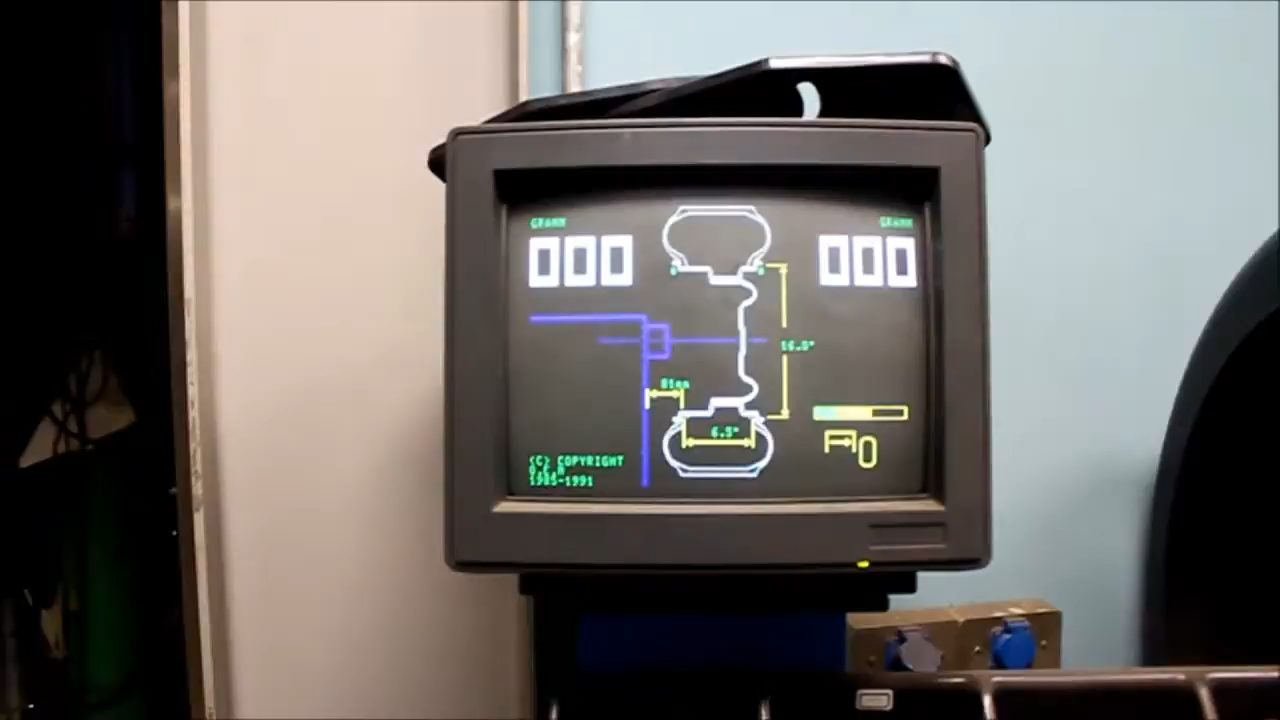 GRAMM
GRAMM
000
000
16.0"
81mm
6.5"
(C) COPYRIGHT
1985-1991